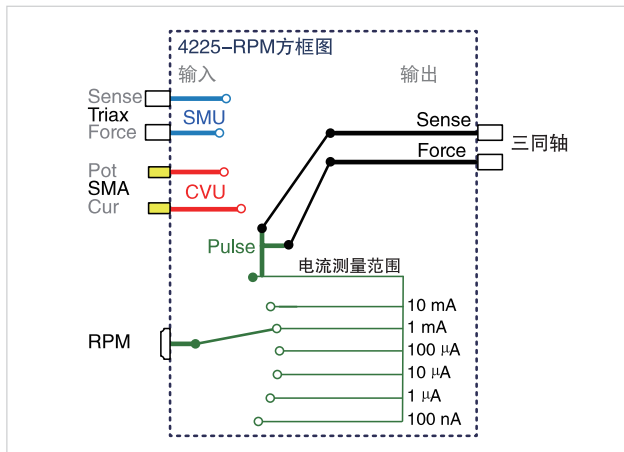 4225-RPM方框图
输入
输出
Sense
Triax
Force
SMU
Sense
Force
三同轴
Pot
SMA
Cur
CVU
Pulse
电流测量范围
10 mA
1 mA
100 μA
10 μA
1 μA
100 nA
RPM